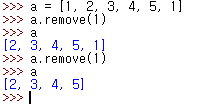 >>> a = [1, 2, 3, 4, 5, 1]
>>> a.remove(1)
>>> a
[2, 3, 4, 5, 1]
>>> a.remove(1)
>>> a
[2, 3, 4, 5]
>>>